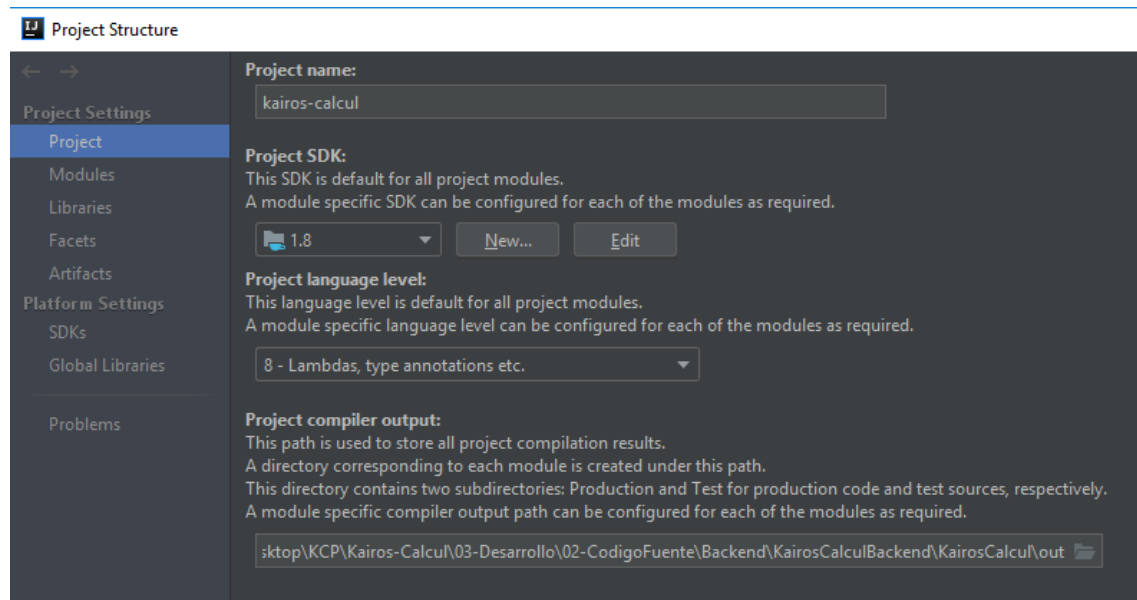 IJ Project Structure
Project Settings
Project
Modules
Libraries
Facets
Artifacts
Platform Settings
SDKs
Global Libraries
Problems
Project name:
kairos-calcul
Project SDK:
This SDK is default for all project modules.
A module specific SDK can be configured for each of the modules as required.
1.8 New... Edit
Project language level:
This language level is default for all project modules.
A module specific language level can be configured for each of the modules as required.
8 - Lambdas, type annotations etc.
Project compiler output:
This path is used to store all project compilation results.
A directory corresponding to each module is created under this path.
This directory contains two subdirectories: Production and Test for production code and test sources, respectively.
A module specific compiler output path can be configured for each of the modules as required.
sktop\KCP\Kairos-Calcul\03-Desarrollo\02-CodigoFuente\Backend\KairosCalculBackend\KairosCalcul\out